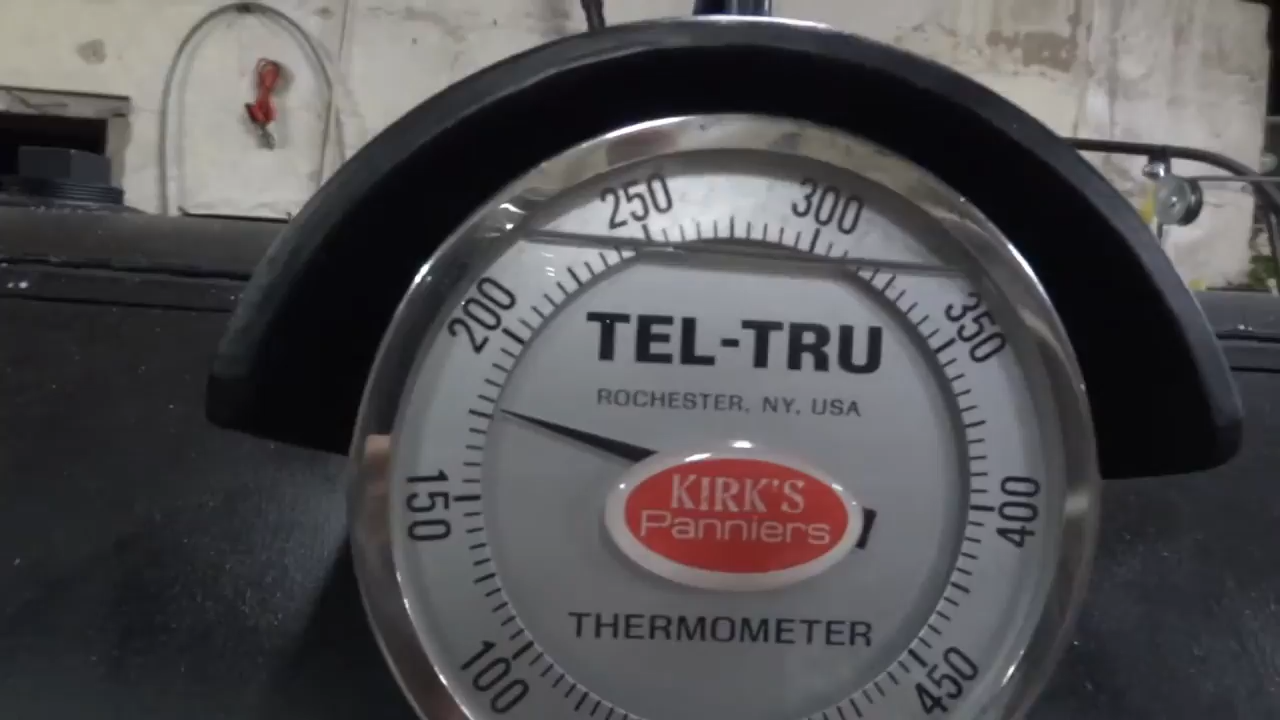 250
300
200
350
TEL-TRU
ROCHESTER, NY, USA
150
KIRK'S
Panniers
400
THERMOMETER
100
450